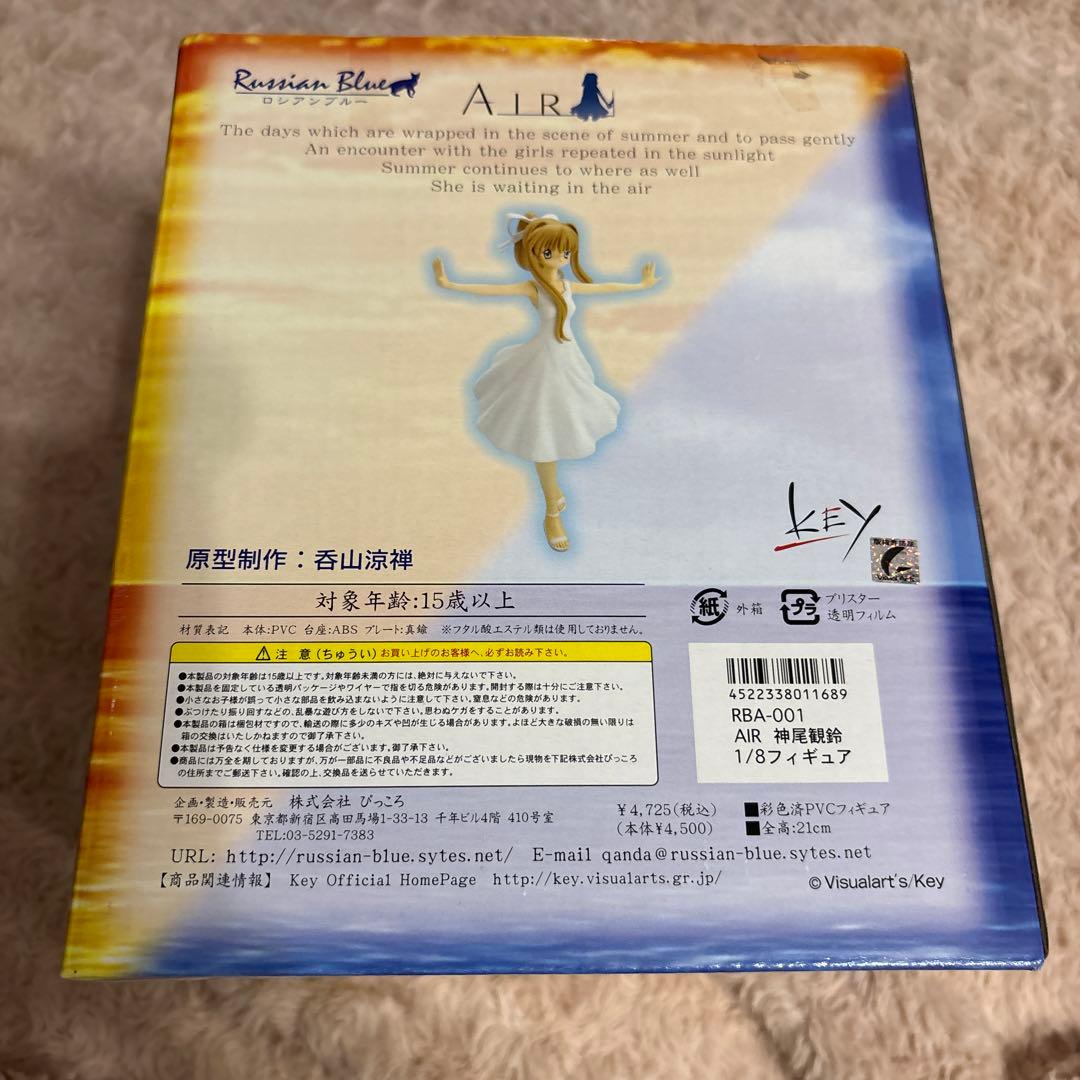 Russian Blue
ロシアンブルー
AIR
The days which are wrapped in the scene of summer and to pass gently
An encounter with the girls repeated in the sunlight
Summer continues to where as well
She is waiting in the air
Key
原型制作：呑山涼禅
対象年齢:15歳以上
材質表記 本体:PVC 台座:ABS プレート:真鍮 ※フタル酸エステル類は使用しておりません。
紙 外箱
プラ ブリスター
透明フィルム
⚠注 意(ちゅうい)お買い上げのお客様へ、必ずお読み下さい。
●本製品の対象年齢は15歳以上です。対象年齢未満の方には、絶対に与えないで下さい。
●本製品を固定している透明パッケージやワイヤーで指を切る危険があります。開封する際は十分にご注意下さい。
●小さなお子様が誤って小さな部品を飲み込まないように注意して下さい。窒息などの危険があります。
●ぶつけたり振り回すなどの、乱暴な遊び方をしないで下さい。思わぬケガをすることがあります。
●本製品の箱は梱包材ですので、輸送の際に多少のキズや凹が生じる場合があります。よほど大きな破損の無い限りは
箱の交換はいたしかねますので御了承下さい。
●本製品は予告なく仕様を変更する場合がございます。御了承下さい。
●商品には万全を期しておりますが、万が一部品に不良品や不足品などがございましたら現物を下記株式会社ぴっころ
の住所までご郵送下さい。確認の上、交換品を送らせていただきます。
4522338011689
RBA-001
AIR 神尾観鈴
1/8フィギュア
企画・製造・販売元 株式会社 ぴっころ
〒169-0075 東京都新宿区高田馬場1-33-13 千年ビル4階 410号室
TEL:03-5291-7383
￥4,725(税込)
(本体¥4,500)
■彩色済PVCフィギュア
■全高:21cm
URL: http://russian-blue.sytes.net/ E-mail qanda@russian-blue.sytes.net
【商品関連情報】 Key Official HomePage http://key.visualarts.gr.jp/
©Visualart's/Key